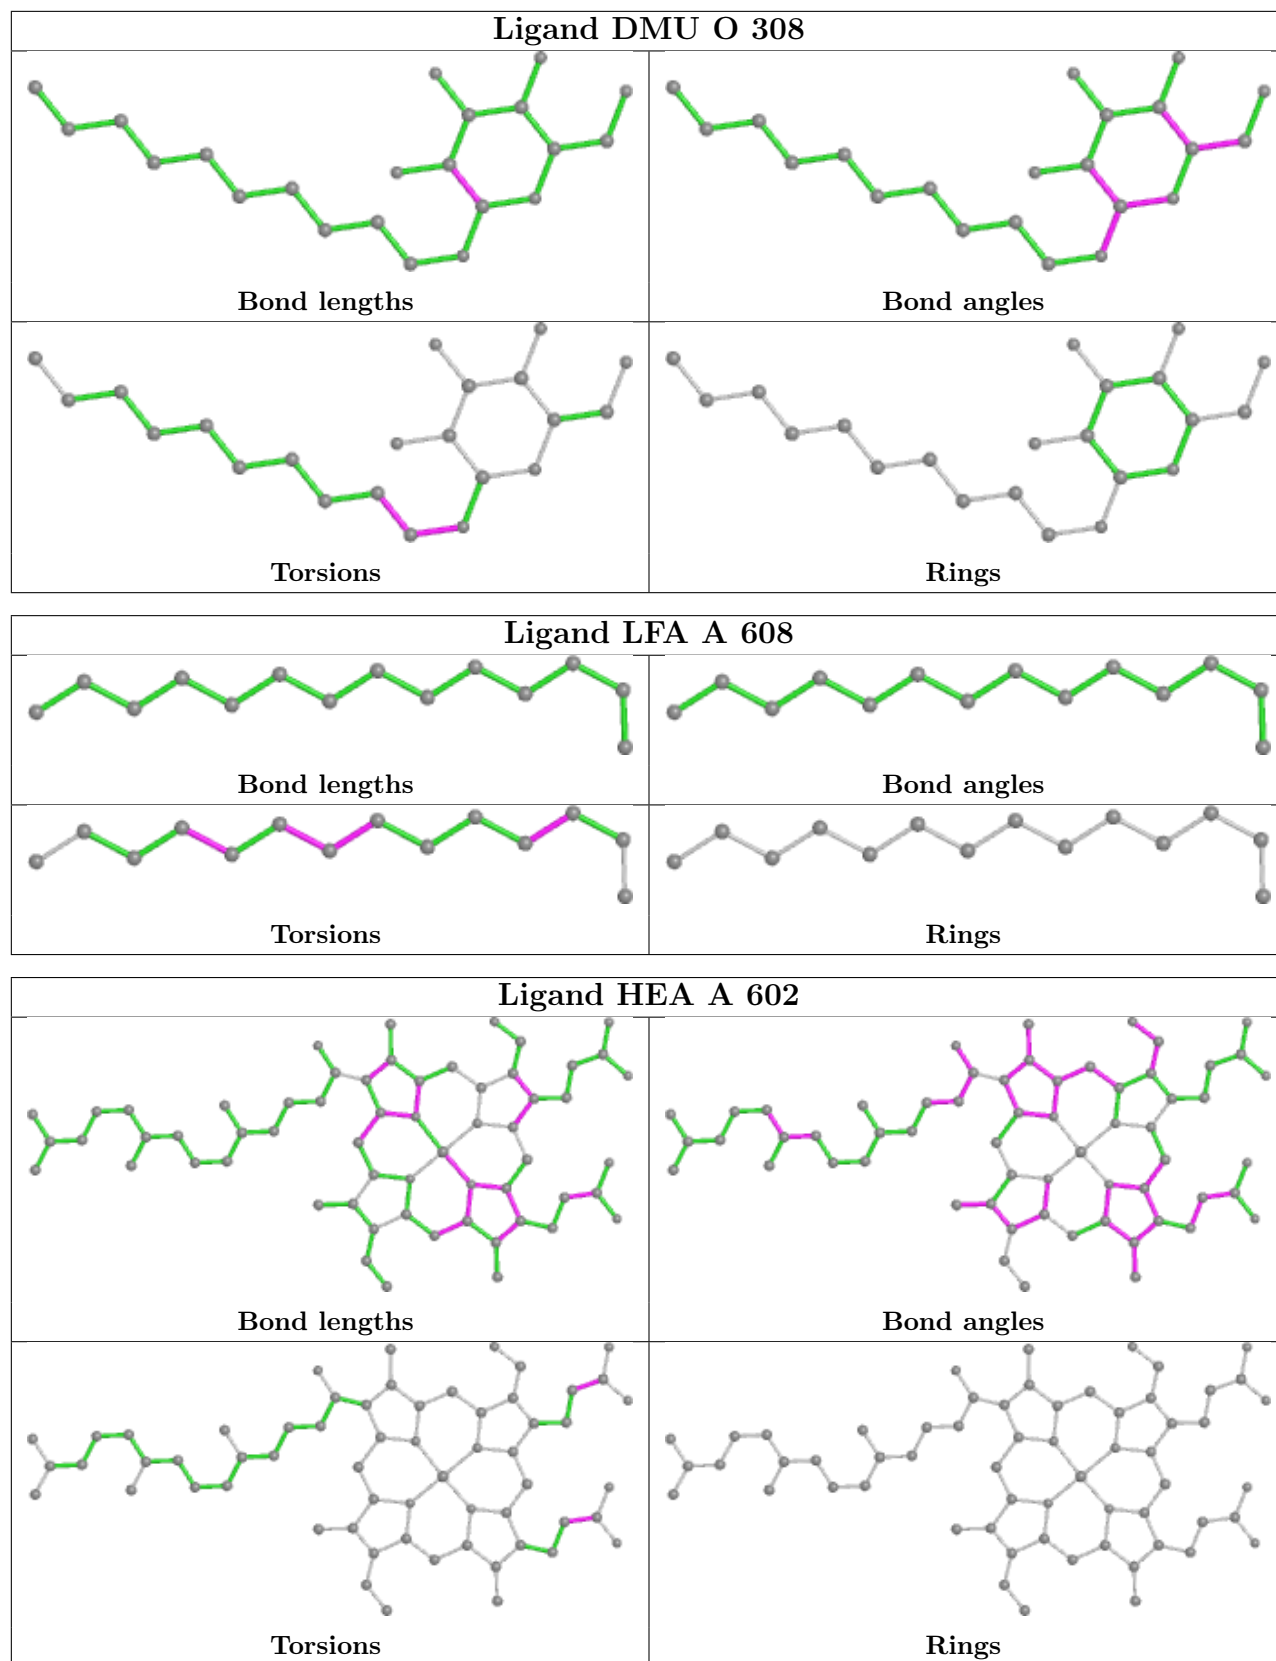 Ligand DMU O 308
Bond lengths
Bond angles
Torsions
Rings
Ligand LFA A 608
Bond lengths
Bond angles
Torsions
Rings
Ligand HEA A 602
Bond lengths
Bond angles
Torsions
Rings